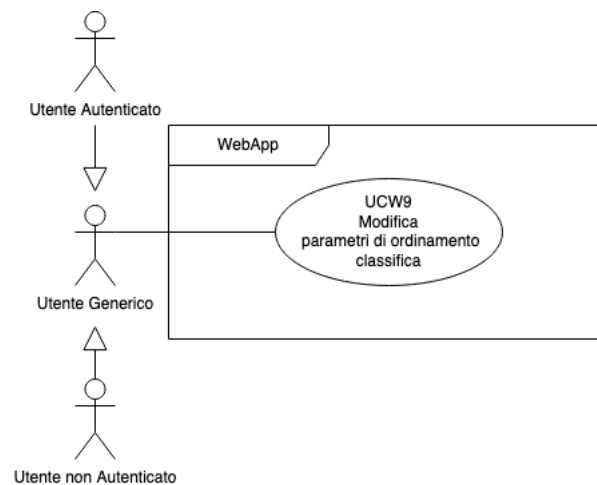 Utente Autenticato
WebApp
UCW9
Modifica
parametri di ordinamento
classifica
Utente Generico
Utente non Autenticato